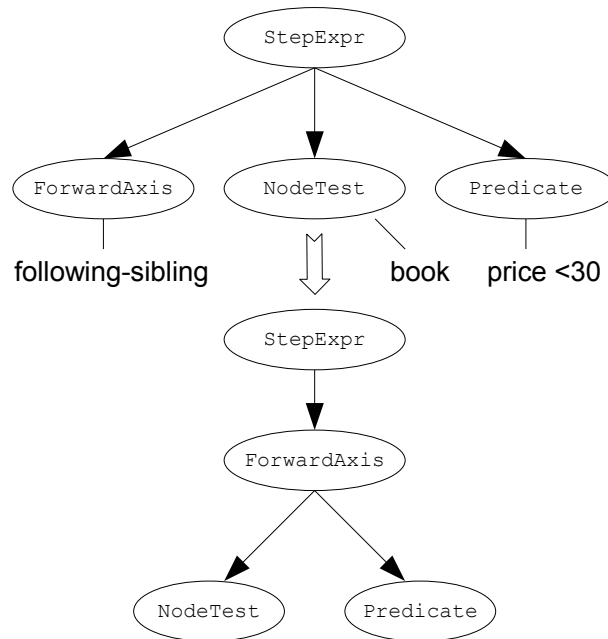 StepExpr
ForwardAxis NodeTest Predicate
following-sibling book price <30
StepExpr
ForwardAxis
NodeTest Predicate